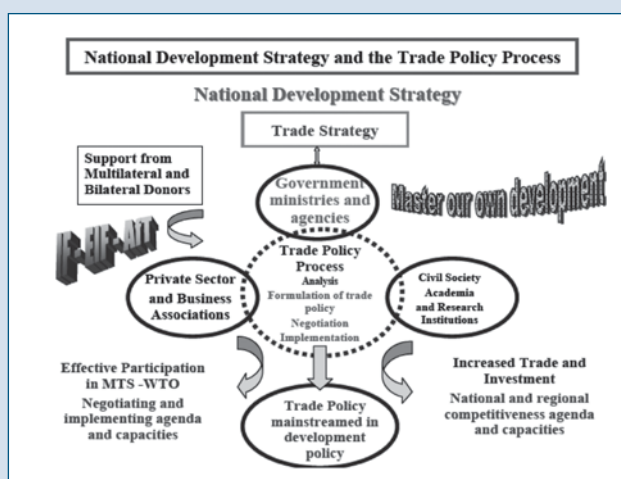 National Development Strategy and the Trade Policy Process
National Development Strategy
Trade Strategy
Support from
Multilateral and
Bilateral Donors
Government
ministries and
agencies
Master our own development
IF - EIF - AfT
Trade Policy
Process
Analysis
Formulation of trade
policy
Negotiation
Implementation
Private Sector
and Business
Associations
Civil Society
Academia
and Research
Institutions
Effective Participation
in MTS -WTO
Negotiating and
implementing agenda
and capacities
Trade Policy
mainstreamed in
development
policy
Increased Trade and
Investment
National and regional
competitiveness agenda
and capacities